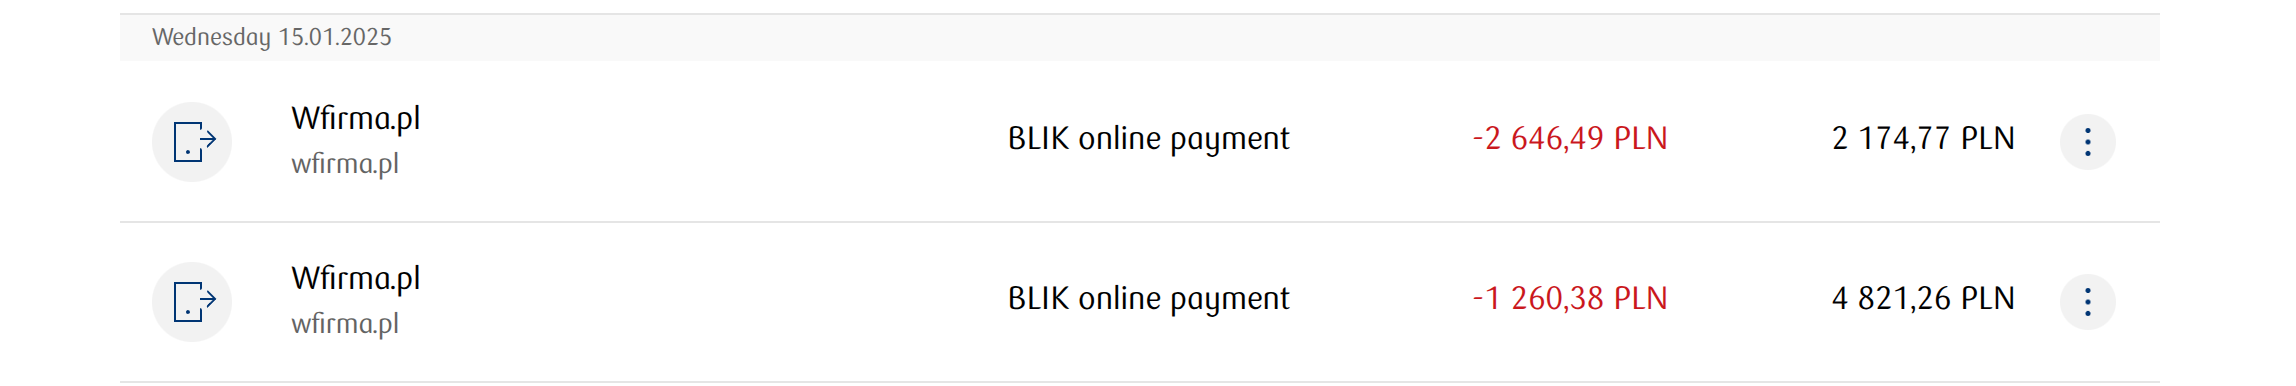 Wednesday 15.01.2025
Wfirma.pl
wfirma.pl
BLIK online payment
-2 646,49 PLN
2 174,77 PLN
Wfirma.pl
wfirma.pl
BLIK online payment
-1 260,38 PLN
4 821,26 PLN